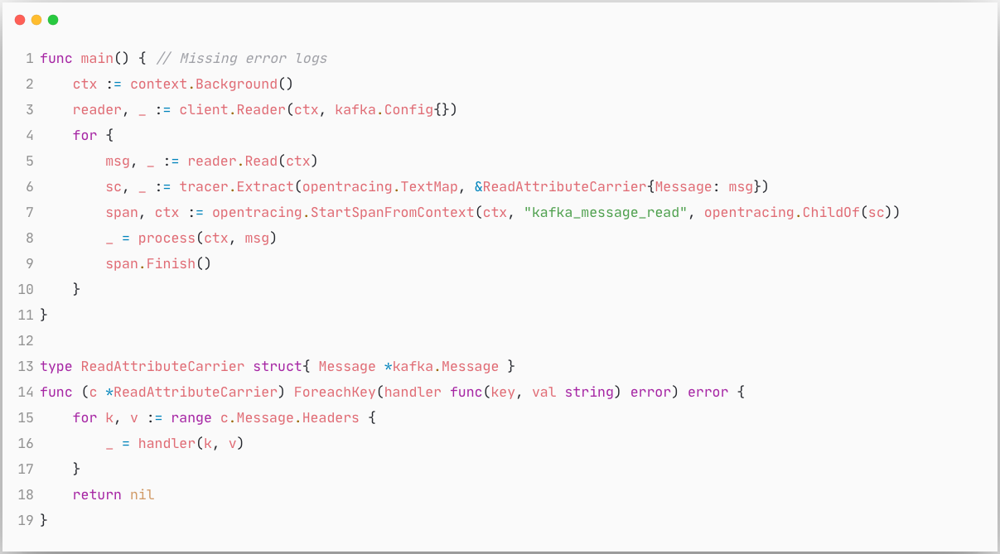 1 func main() { // Missing error logs
2     ctx := context.Background()
3     reader, _ := client.Reader(ctx, kafka.Config{})
4     for {
5         msg, _ := reader.Read(ctx)
6         sc, _ := tracer.Extract(opentracing.TextMap, &ReadAttributeCarrier{Message: msg})
7         span, ctx := opentracing.StartSpanFromContext(ctx, "kafka_message_read", opentracing.ChildOf(sc))
8         _ = process(ctx, msg)
9         span.Finish()
10     }
11 }
12
13 type ReadAttributeCarrier struct{ Message *kafka.Message }
14 func (c *ReadAttributeCarrier) ForeachKey(handler func(key, val string) error) error {
15     for k, v := range c.Message.Headers {
16         _ = handler(k, v)
17     }
18     return nil
19 }